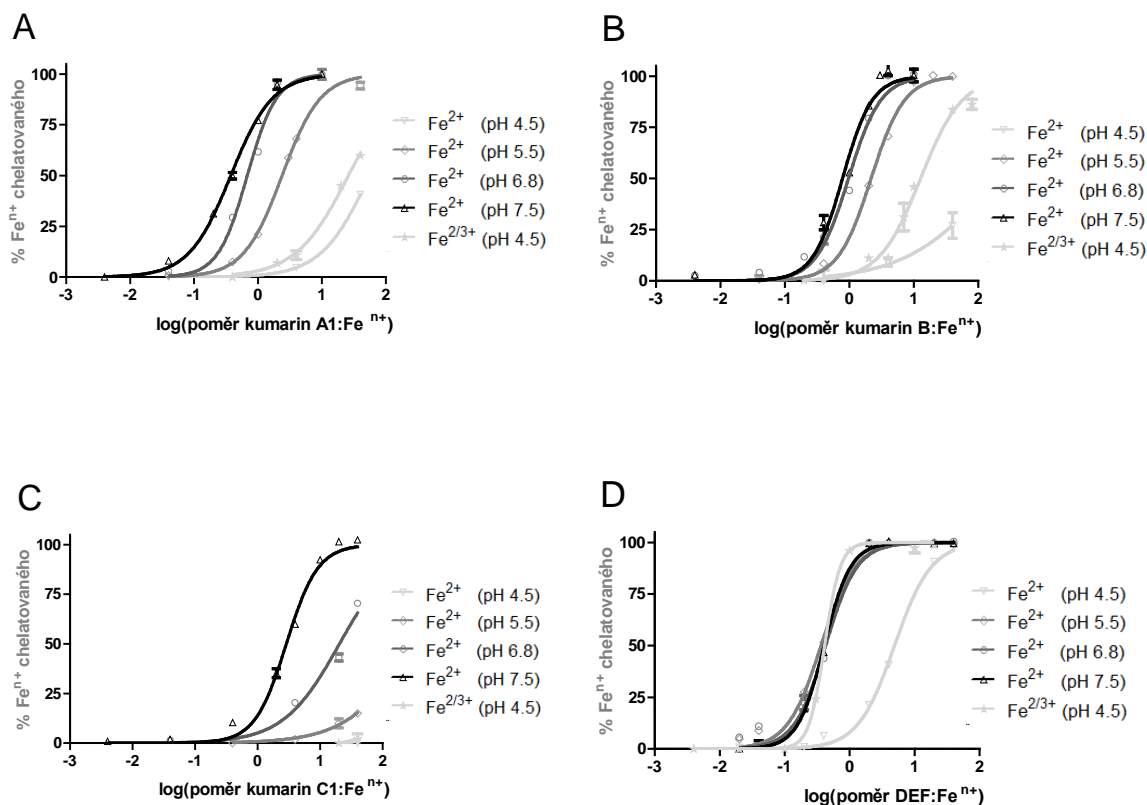 A
% Fe^n+ chelatovaného
100
75
50
25
0
-3 -2 -1 0 1 2
log(poměr kumarin A1:Fe^n+)
Fe^2+ (pH 4.5)
Fe^2+ (pH 5.5)
Fe^2+ (pH 6.8)
Fe^2+ (pH 7.5)
Fe^2/3+ (pH 4.5)
B
% Fe^n+ chelatovaného
100
75
50
25
0
-3 -2 -1 0 1 2
log(poměr kumarin B:Fe^n+)
Fe^2+ (pH 4.5)
Fe^2+ (pH 5.5)
Fe^2+ (pH 6.8)
Fe^2+ (pH 7.5)
Fe^2/3+ (pH 4.5)
C
% Fe^n+ chelatovaného
100
75
50
25
0
-3 -2 -1 0 1 2
log(poměr kumarin C1:Fe^n+)
Fe^2+ (pH 4.5)
Fe^2+ (pH 5.5)
Fe^2+ (pH 6.8)
Fe^2+ (pH 7.5)
Fe^2/3+ (pH 4.5)
D
% Fe^n+ chelatovaného
100
75
50
25
0
-3 -2 -1 0 1 2
log(poměr DEF:Fe^n+)
Fe^2+ (pH 4.5)
Fe^2+ (pH 5.5)
Fe^2+ (pH 6.8)
Fe^2+ (pH 7.5)
Fe^2/3+ (pH 4.5)